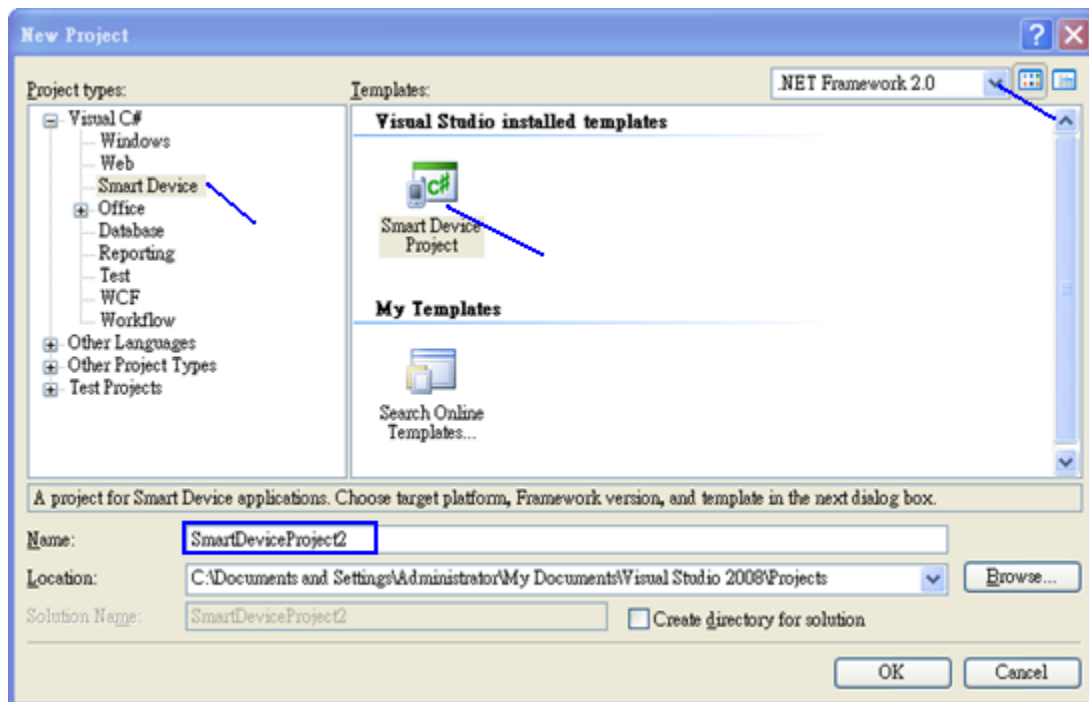 New Project
Project types:
Templates:
.NET Framework 2.0
Visual C#
Windows
Web
Smart Device
Office
Database
Reporting
Test
WCF
Workflow
Other Languages
Other Project Types
Test Projects
Visual Studio installed templates
C#
Smart Device
Project
My Templates
Search Online
Templates...
A project for Smart Device applications. Choose target platform, Framework version, and template in the next dialog box.
Name:
SmartDeviceProject2
Location:
C:\Documents and Settings\Administrator\My Documents\Visual Studio 2008\Projects
Browse...
Solution Name:
SmartDeviceProject2
Create directory for solution
OK
Cancel